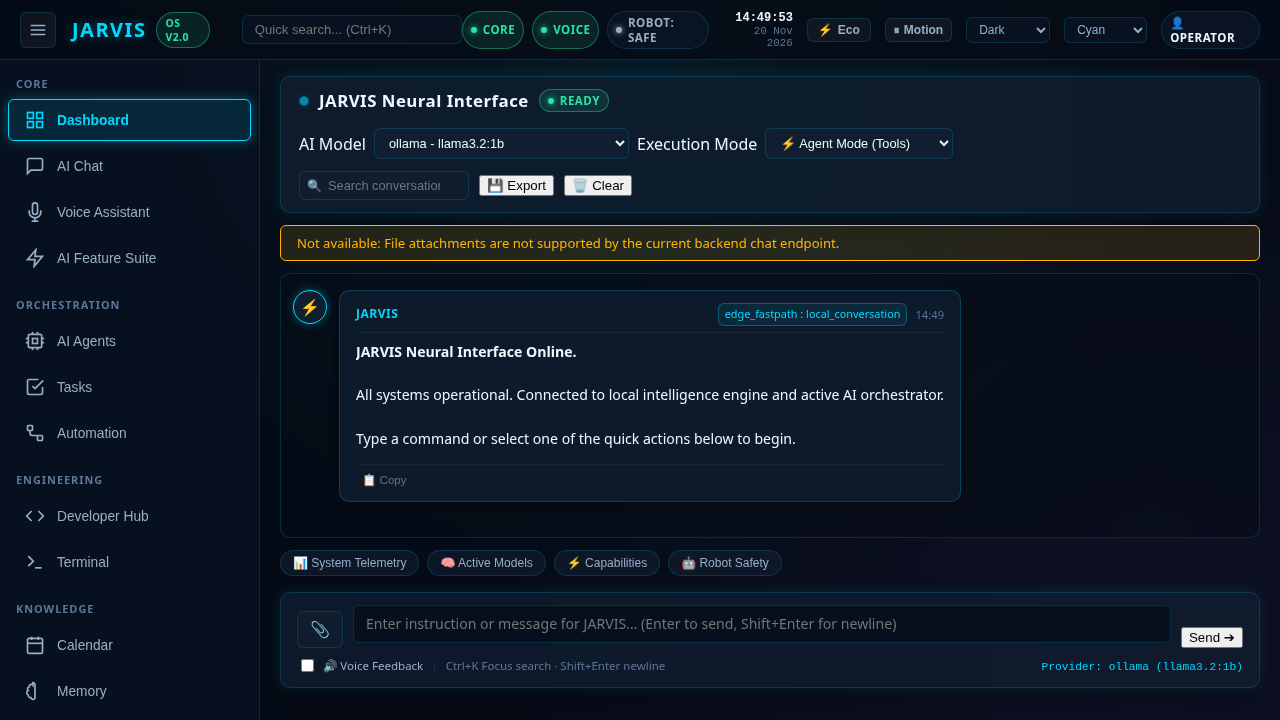 JARVIS
OS
V2.0
Quick search... (Ctrl+K)
CORE
VOICE
ROBOT:
SAFE
14:49:53
20 Nov
2026
⚡ Eco
Motion
Dark
Cyan
👤
OPERATOR
CORE
Dashboard
AI Chat
Voice Assistant
AI Feature Suite
ORCHESTRATION
AI Agents
Tasks
Automation
ENGINEERING
Developer Hub
Terminal
KNOWLEDGE
Calendar
Memory
JARVIS Neural Interface
READY
AI Model
ollama - llama3.2:1b
Execution Mode
⚡ Agent Mode (Tools)
🔍 Search conversation
💾 Export
🗑️ Clear
Not available: File attachments are not supported by the current backend chat endpoint.
JARVIS
edge_fastpath : local_conversation
14:49
JARVIS Neural Interface Online.
All systems operational. Connected to local intelligence engine and active AI orchestrator.
Type a command or select one of the quick actions below to begin.
📋 Copy
📊 System Telemetry
🧠 Active Models
⚡ Capabilities
🤖 Robot Safety
Enter instruction or message for JARVIS... (Enter to send, Shift+Enter for newline)
Send ➔
🔊 Voice Feedback
Ctrl+K Focus search · Shift+Enter newline
Provider: ollama (llama3.2:1b)